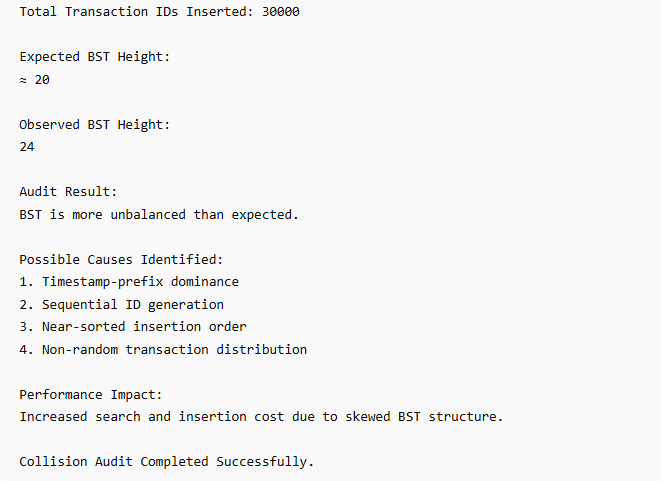 Total Transaction IDs Inserted: 30000
Expected BST Height:
≈ 20
Observed BST Height:
24
Audit Result:
BST is more unbalanced than expected.
Possible Causes Identified:
1. Timestamp-prefix dominance
2. Sequential ID generation
3. Near-sorted insertion order
4. Non-random transaction distribution
Performance Impact:
Increased search and insertion cost due to skewed BST structure.
Collision Audit Completed Successfully.